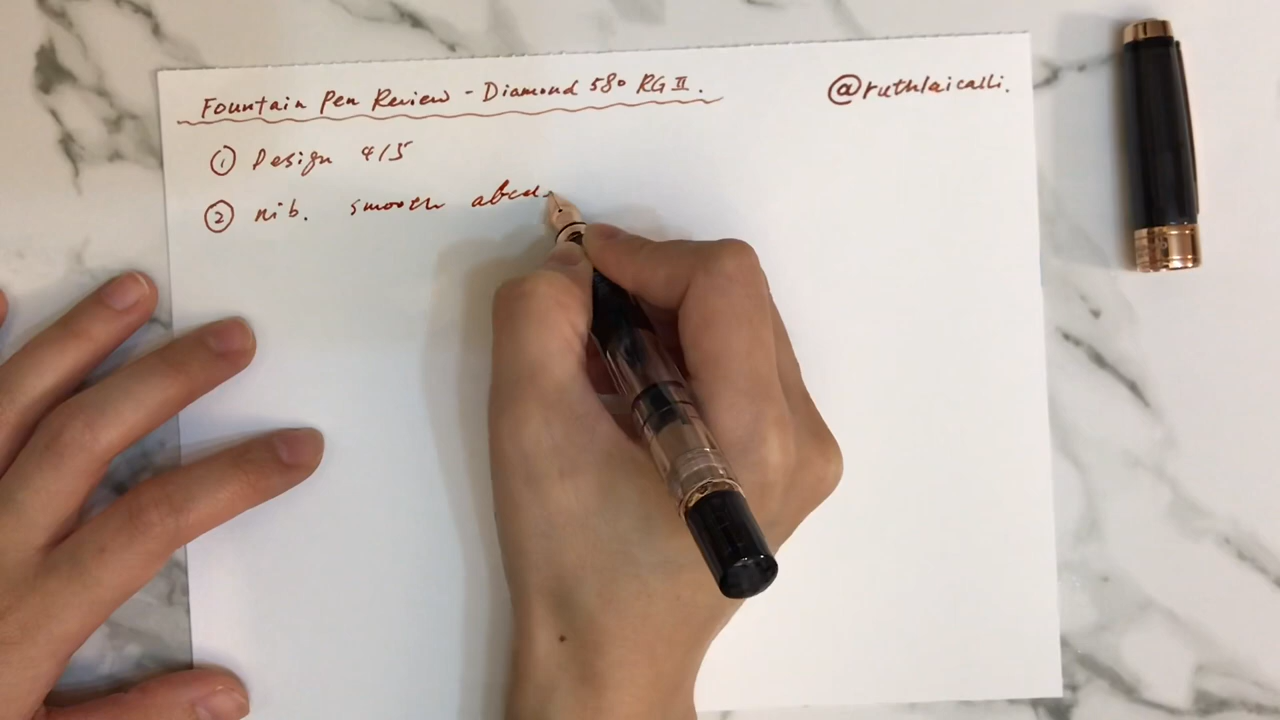 Fountain Pen Review - Diamond 580 RG II.
@ruthlaicalli.
① Design 4/5
② nib. smooth abcd